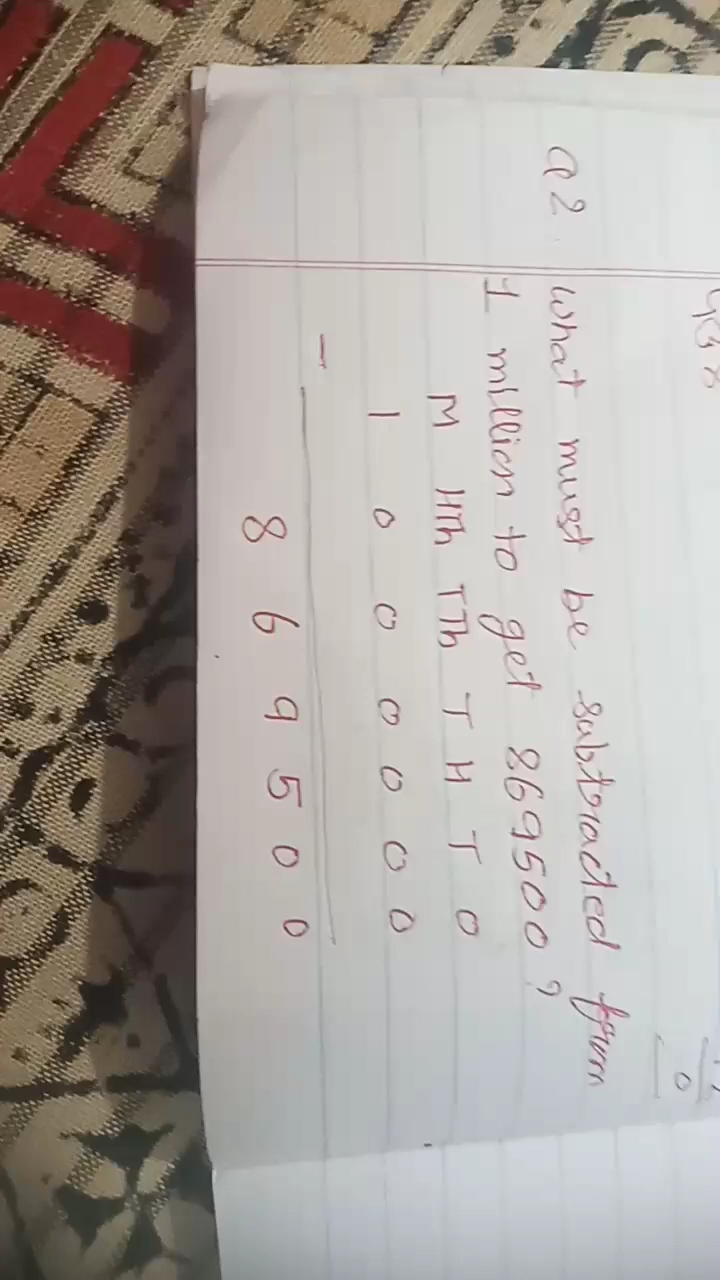 Q2. What must be subtracted from
1 million to get 869500?
M HTh TTh T H T O
1 0 0 0 0 0 0
-
8 6 9 5 0 0